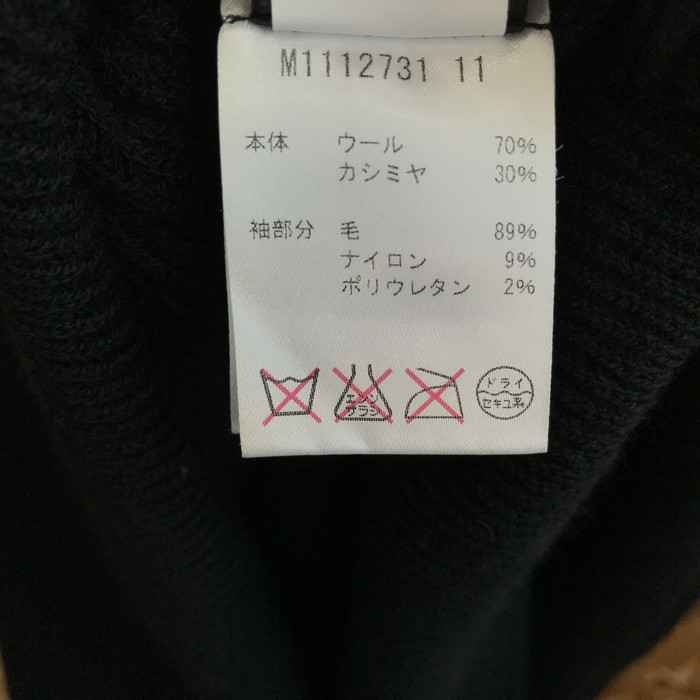 M1112731 11
本体 ウール 70%
カシミヤ 30%
袖部分 毛 89%
ナイロン 9%
ポリウレタン 2%
エンソ
サラシ
ドライ
セキユ系